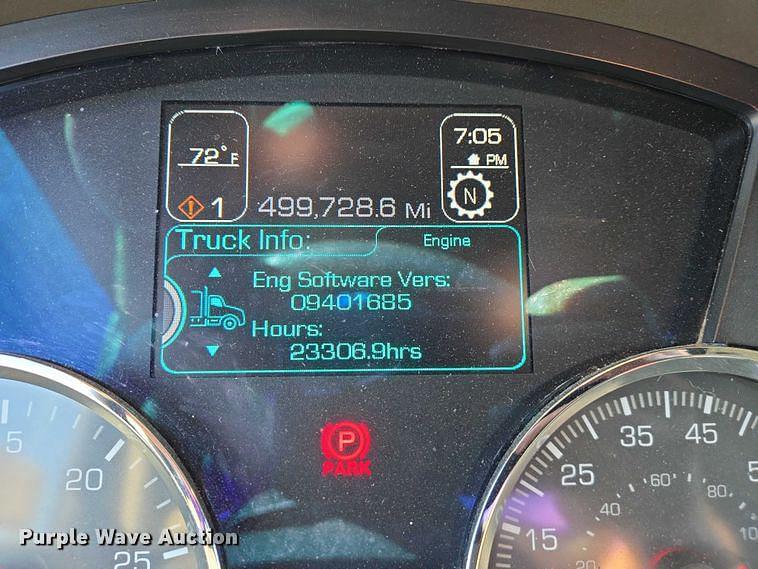 72°F
7:05
PM
1
499,728.6 Mi
N
Truck Info:
Engine
Eng Software Vers:
09401685
Hours:
23306.9hrs
P
PARK
5
20
25
15
25
35
45
20
40
60
80
Purple Wave Auction